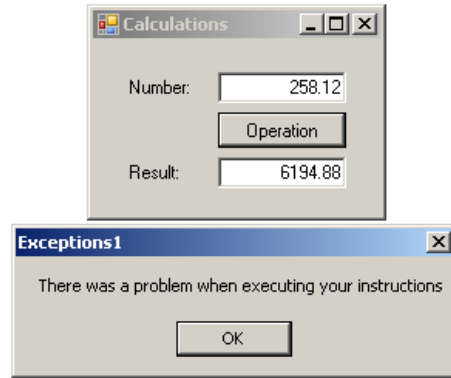 Calculations
Number: 258.12
Operation
Result: 6194.88
Exceptions1
There was a problem when executing your instructions
OK